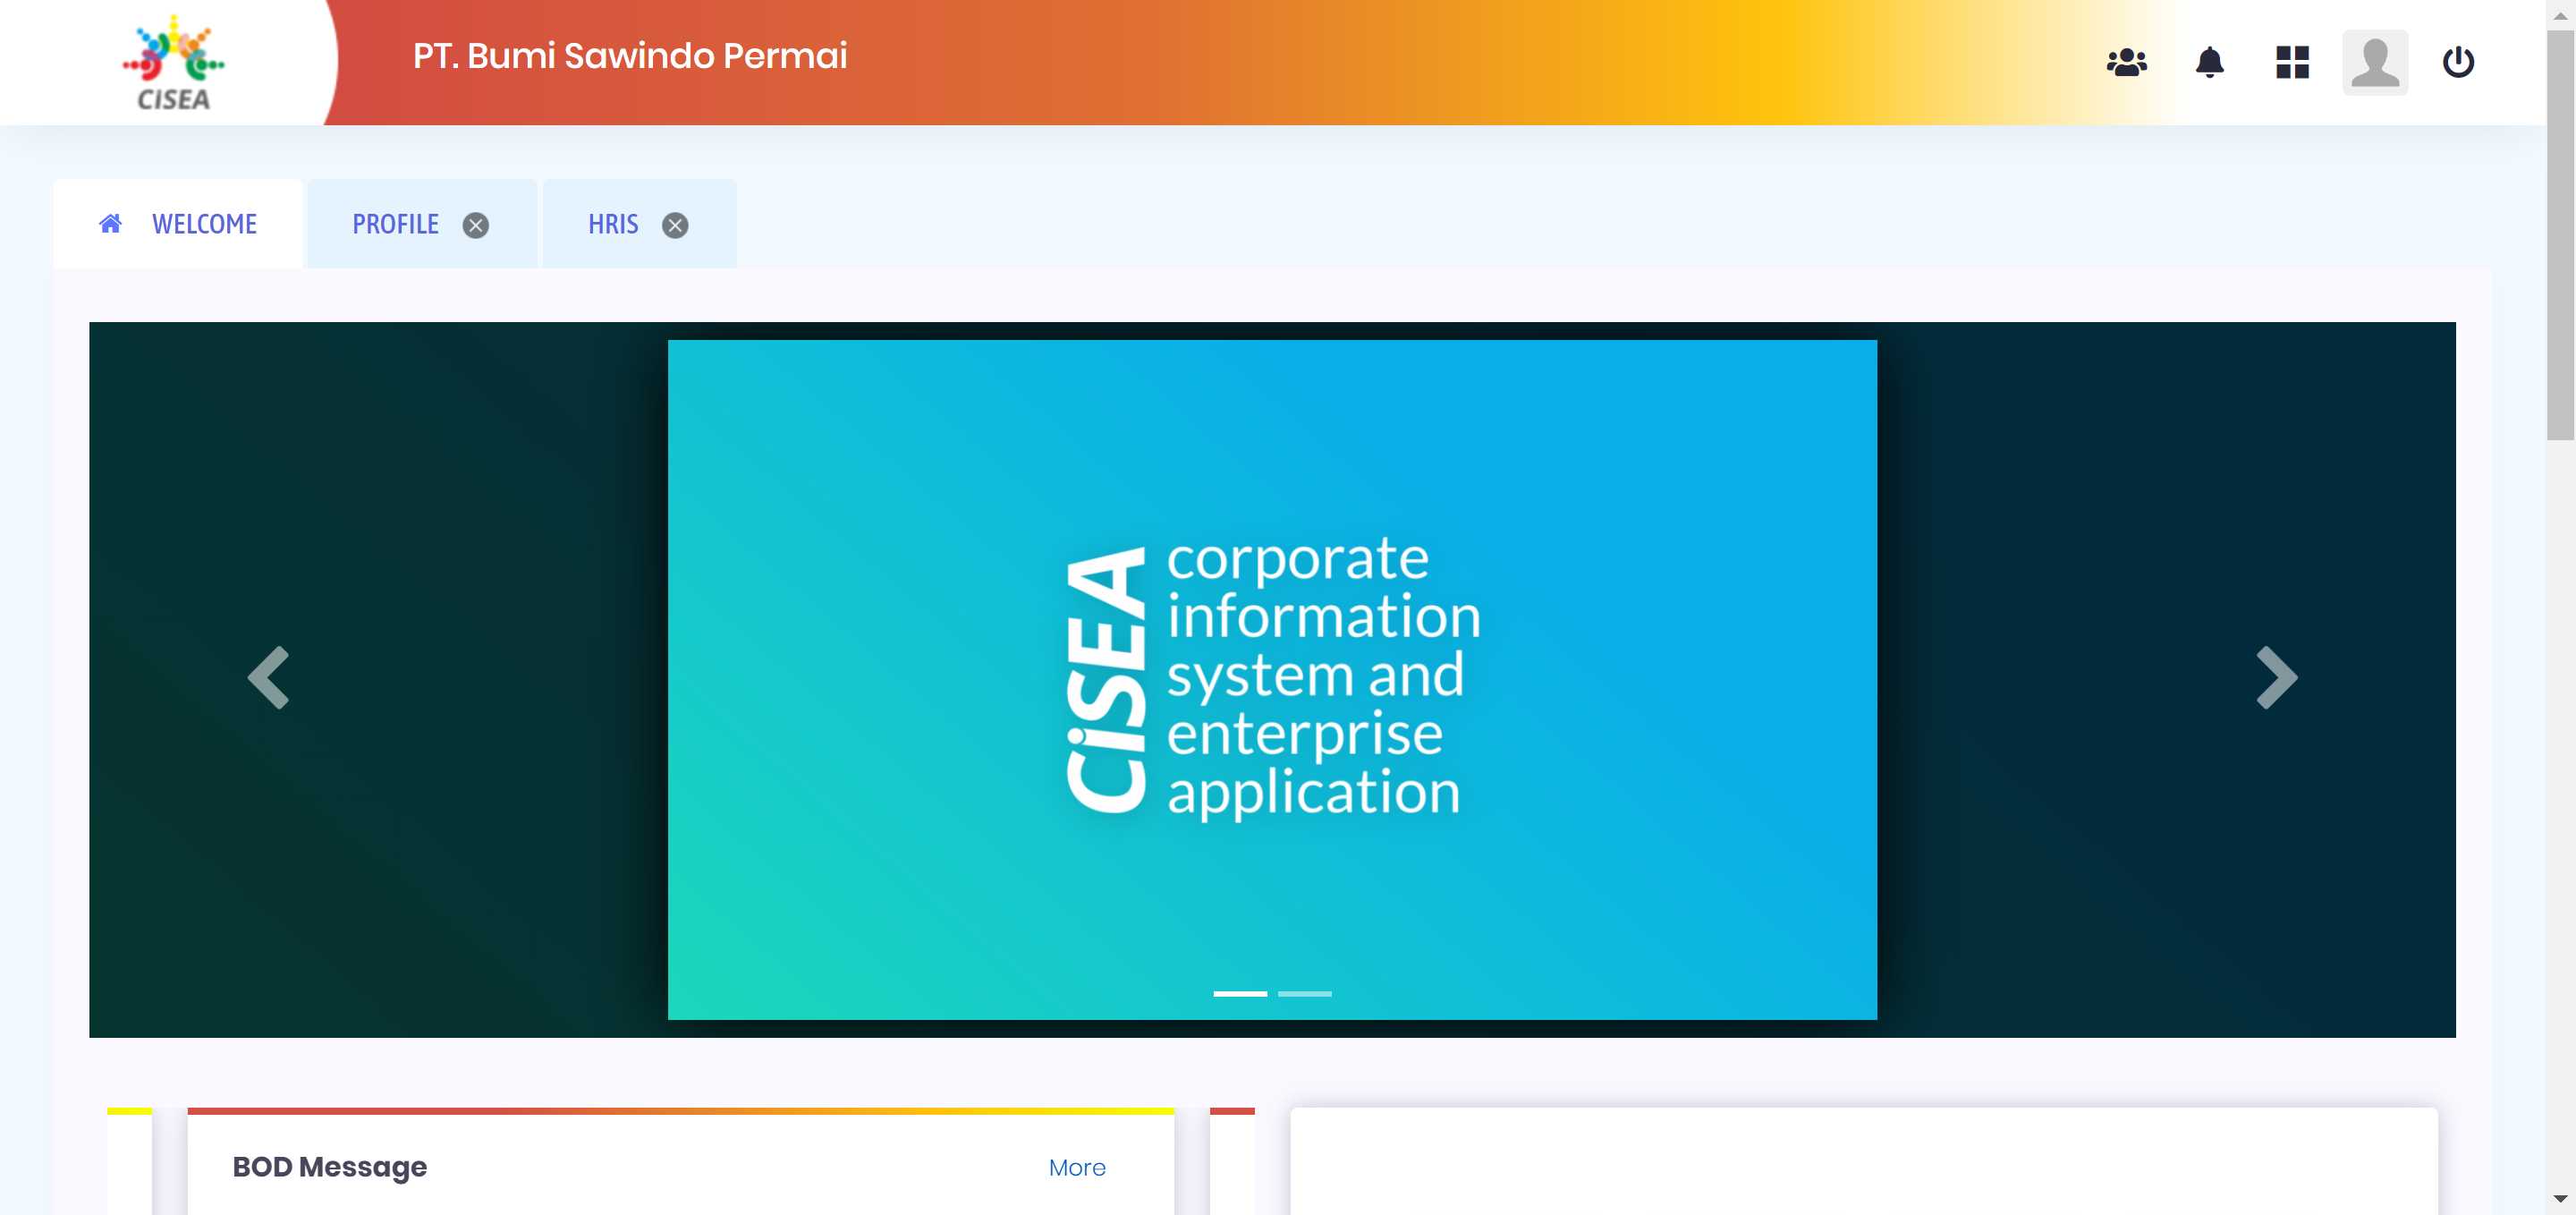 CiSEA
PT. Bumi Sawindo Permai
WELCOME
PROFILE
HRIS
CiSEA
corporate
information
system and
enterprise
application
BOD Message
More